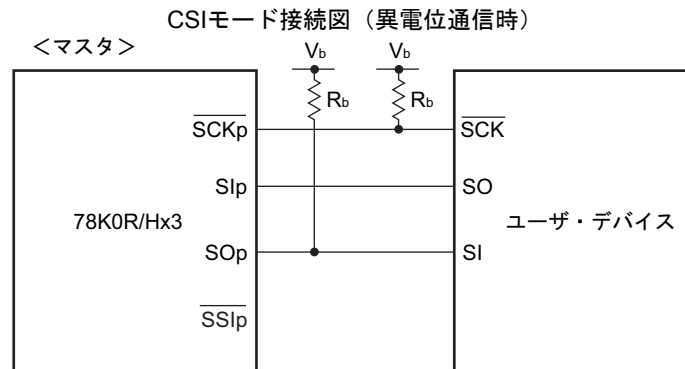 CSIモード接続図（異電位通信時）
＜マスタ＞
Vb
Vb
Rb
Rb
SCKp
SCK
SIp
SO
78K0R/Hx3
ユーザ・デバイス
SOp
SI
SSIp